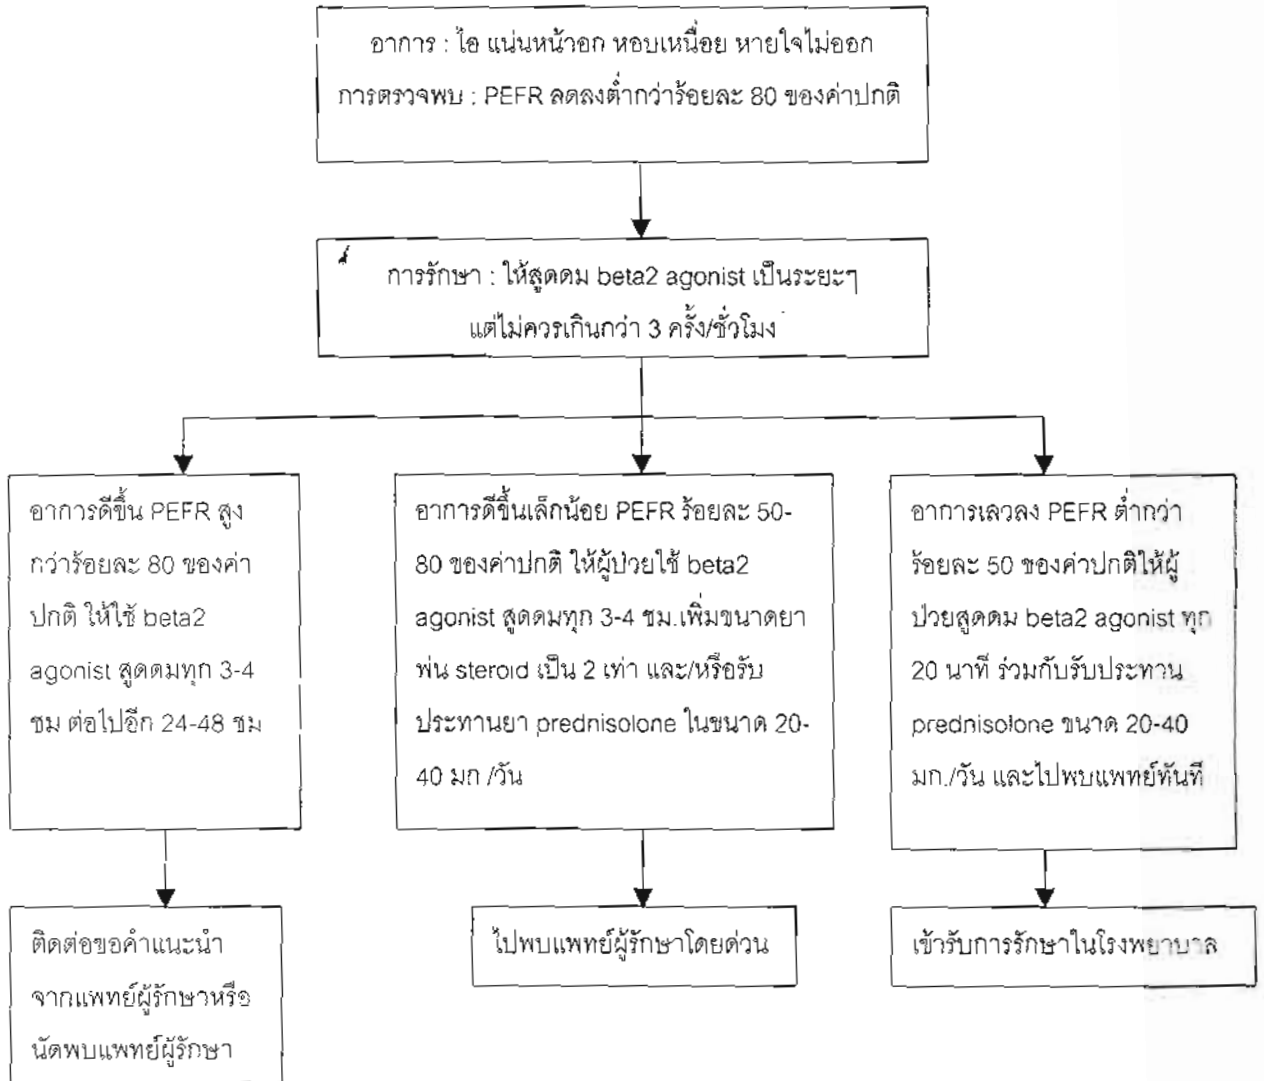 อาการ : ไอ แน่นหน้าอก หอบเหนื่อย หายใจไม่ออก
การตรวจพบ : PEFR ลดลงต่ำกว่าร้อยละ 80 ของค่าปกติ
การรักษา : ให้สูดดม beta2 agonist เป็นระยะๆ
แต่ไม่ควรเกินกว่า 3 ครั้ง/ชั่วโมง
อาการดีขึ้น PEFR สูง
กว่าร้อยละ 80 ของค่า
ปกติ ให้ใช้ beta2
agonist สูดดมทุก 3-4
ชม ต่อไปอีก 24-48 ชม
อาการดีขึ้นเล็กน้อย PEFR ร้อยละ 50-
80 ของค่าปกติ ให้ผู้ป่วยใช้ beta2
agonist สูดดมทุก 3-4 ชม.เพิ่มขนาดยา
พ่น steroid เป็น 2 เท่า และ/หรือรับ
ประทานยา prednisolone ในขนาด 20-
40 มก /วัน
อาการเลวลง PEFR ต่ำกว่า
ร้อยละ 50 ของค่าปกติให้ผู้
ป่วยสูดดม beta2 agonist ทุก
20 นาที ร่วมกับรับประทาน
prednisolone ขนาด 20-40
มก./วัน และไปพบแพทย์ทันที
ติดต่อขอคำแนะนำ
จากแพทย์ผู้รักษาหรือ
นัดพบแพทย์ผู้รักษา
ไปพบแพทย์ผู้รักษาโดยด่วน
เข้ารับการรักษาในโรงพยาบาล